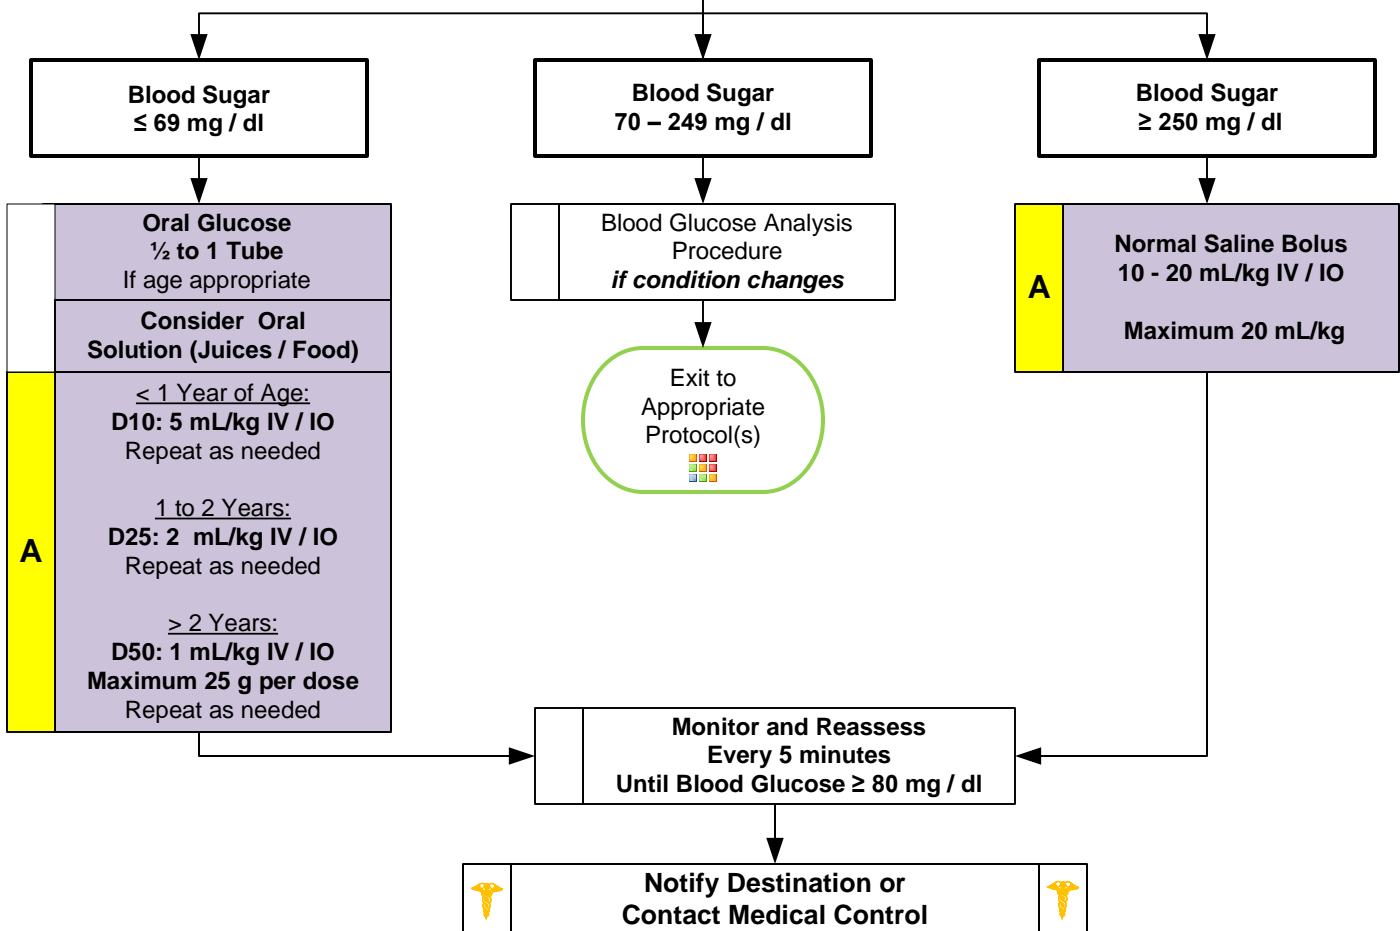 Blood Sugar
≤ 69 mg / dl
Blood Sugar
70 – 249 mg / dl
Blood Sugar
≥ 250 mg / dl
Oral Glucose
½ to 1 Tube
If age appropriate
Consider Oral
Solution (Juices / Food)
A
< 1 Year of Age:
D10: 5 mL/kg IV / IO
Repeat as needed
1 to 2 Years:
D25: 2 mL/kg IV / IO
Repeat as needed
> 2 Years:
D50: 1 mL/kg IV / IO
Maximum 25 g per dose
Repeat as needed
Blood Glucose Analysis
Procedure
if condition changes
Exit to
Appropriate
Protocol(s)
A
Normal Saline Bolus
10 - 20 mL/kg IV / IO
Maximum 20 mL/kg
Monitor and Reassess
Every 5 minutes
Until Blood Glucose ≥ 80 mg / dl
Notify Destination or
Contact Medical Control